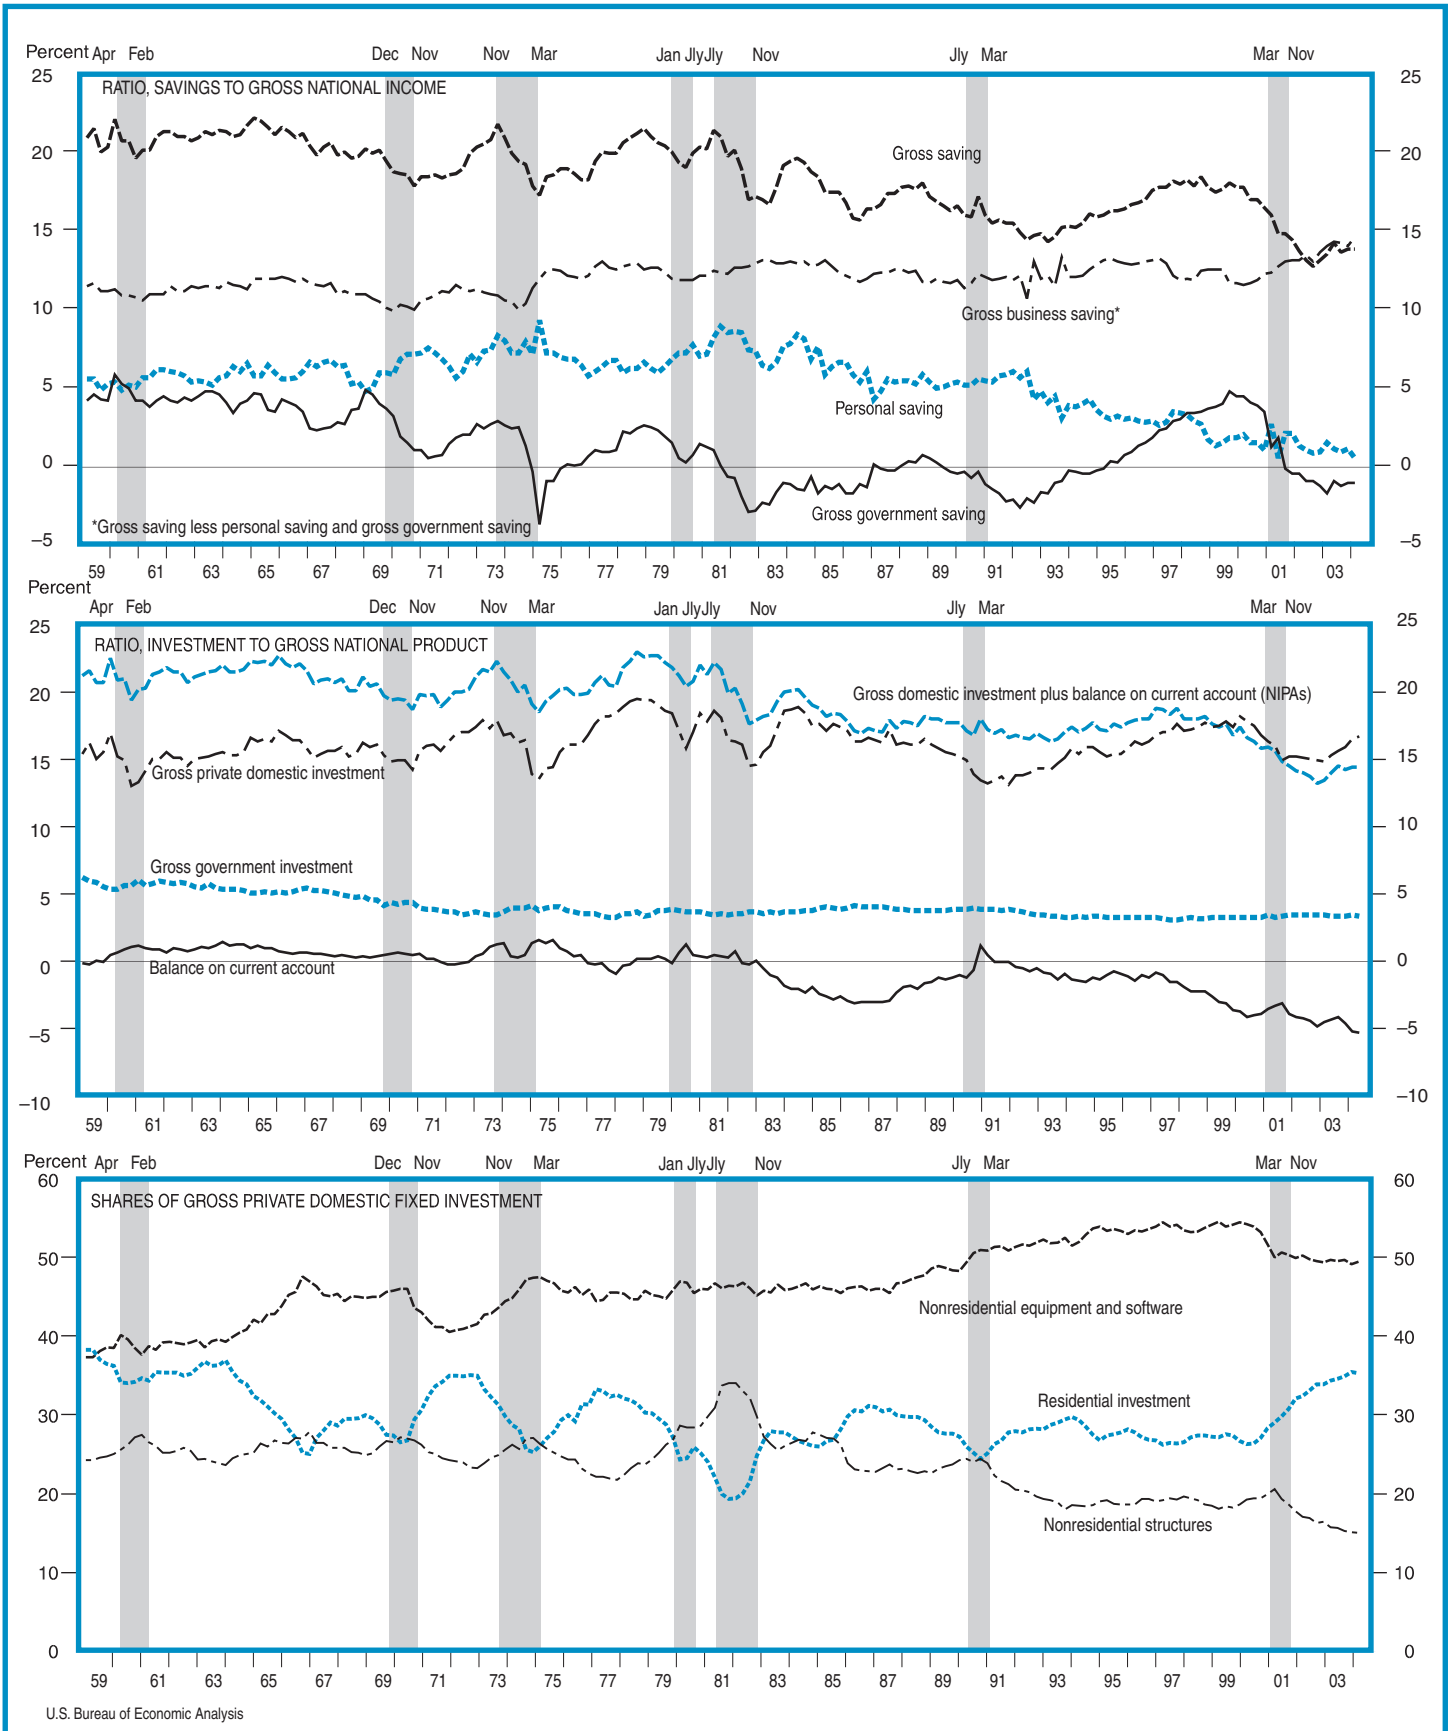 Percent Apr Feb Dec Nov Nov Mar Jan Jly Jly Nov Jly Mar Mar Nov
25 25
RATIO, SAVINGS TO GROSS NATIONAL INCOME
Gross saving
20 20
15 15
10 10
Gross business saving*
5 5
Personal saving
0 0
Gross government saving
*Gross saving less personal saving and gross government saving
–5 –5
59 61 63 65 67 69 71 73 75 77 79 81 83 85 87 89 91 93 95 97 99 01 03
Percent
Apr Feb Dec Nov Nov Mar Jan Jly Jly Nov Jly Mar Mar Nov
25 25
RATIO, INVESTMENT TO GROSS NATIONAL PRODUCT
20 Gross domestic investment plus balance on current account (NIPAs) 20
15 15
Gross private domestic investment
10 10
Gross government investment
5 5
0 0
Balance on current account
–5 –5
–10 –10
59 61 63 65 67 69 71 73 75 77 79 81 83 85 87 89 91 93 95 97 99 01 03
Percent Apr Feb Dec Nov Nov Mar Jan Jly Jly Nov Jly Mar Mar Nov
60 60
SHARES OF GROSS PRIVATE DOMESTIC FIXED INVESTMENT
50 50
Nonresidential equipment and software
40 40
Residential investment
30 30
20 20
Nonresidential structures
10 10
0 0
59 61 63 65 67 69 71 73 75 77 79 81 83 85 87 89 91 93 95 97 99 01 03
U.S. Bureau of Economic Analysis